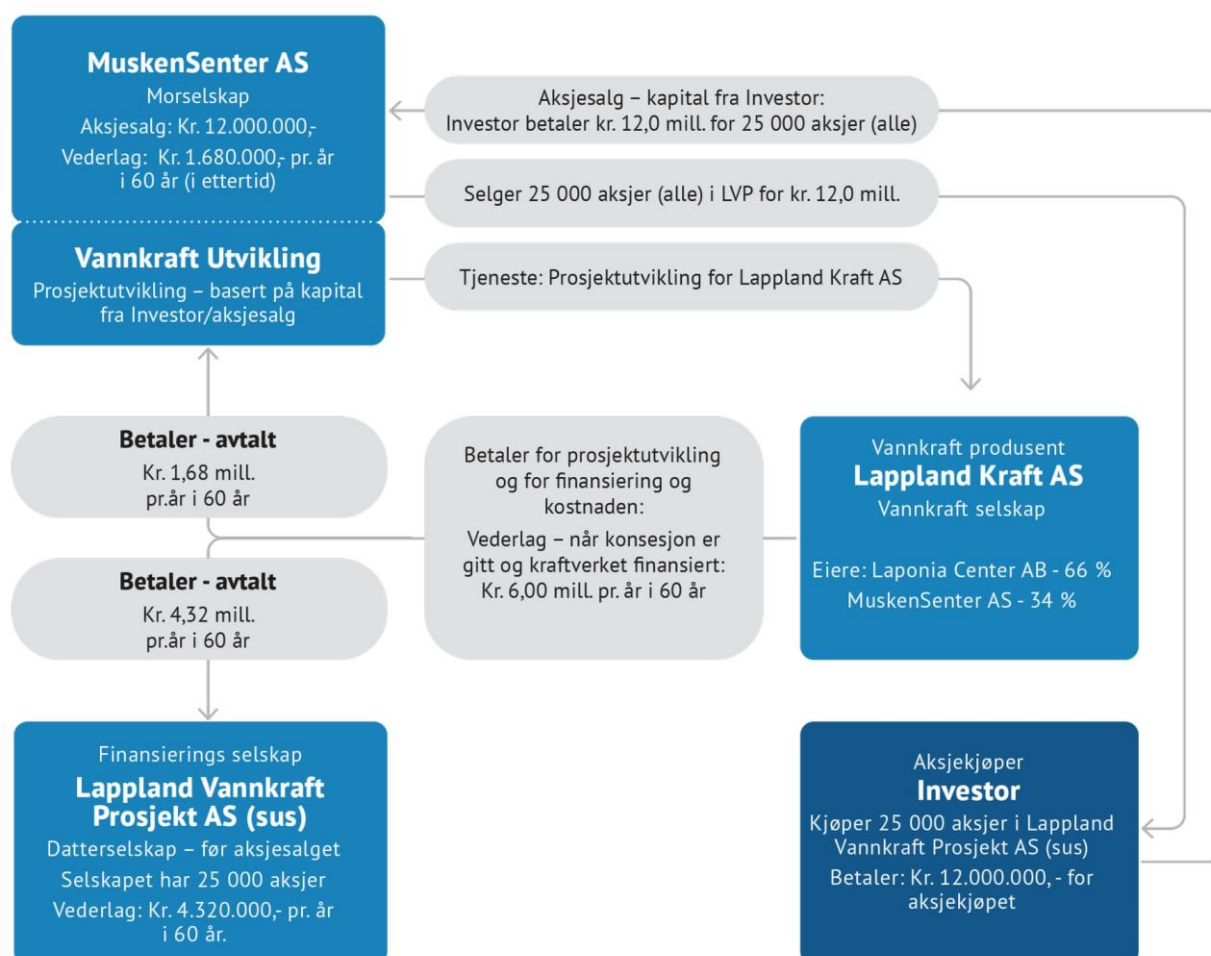 MuskenSenter AS
Morselskap
Aksjesalg: Kr. 12.000.000,-
Vederlag: Kr. 1.680.000,- pr. år
i 60 år (i ettertid)
Vannkraft Utvikling
Prosjektutvikling – basert på kapital
fra Investor/aksjesalg
Aksjesalg – kapital fra Investor:
Investor betaler kr. 12,0 mill. for 25 000 aksjer (alle)
Selger 25 000 aksjer (alle) i LVP for kr. 12,0 mill.
Tjeneste: Prosjektutvikling for Lappland Kraft AS
Betaler - avtalt
Kr. 1,68 mill.
pr.år i 60 år
Betaler - avtalt
Kr. 4,32 mill.
pr.år i 60 år
Betaler for prosjektutvikling
og for finansiering og
kostnaden:
Vederlag – når konsesjon er
gitt og kraftverket finansiert:
Kr. 6,00 mill. pr. år i 60 år
Vannkraft produsent
Lappland Kraft AS
Vannkraft selskap
Eiere: Laponia Center AB - 66 %
MuskenSenter AS - 34 %
Finansierings selskap
Lappland Vannkraft
Prosjekt AS (sus)
Datterselskap – før aksjesalget
Selskapet har 25 000 aksjer
Vederlag: Kr. 4.320.000,- pr. år
i 60 år.
Aksjekjøper
Investor
Kjøper 25 000 aksjer i Lappland
Vannkraft Prosjekt AS (sus)
Betaler: Kr. 12.000.000, - for
aksjekjøpet